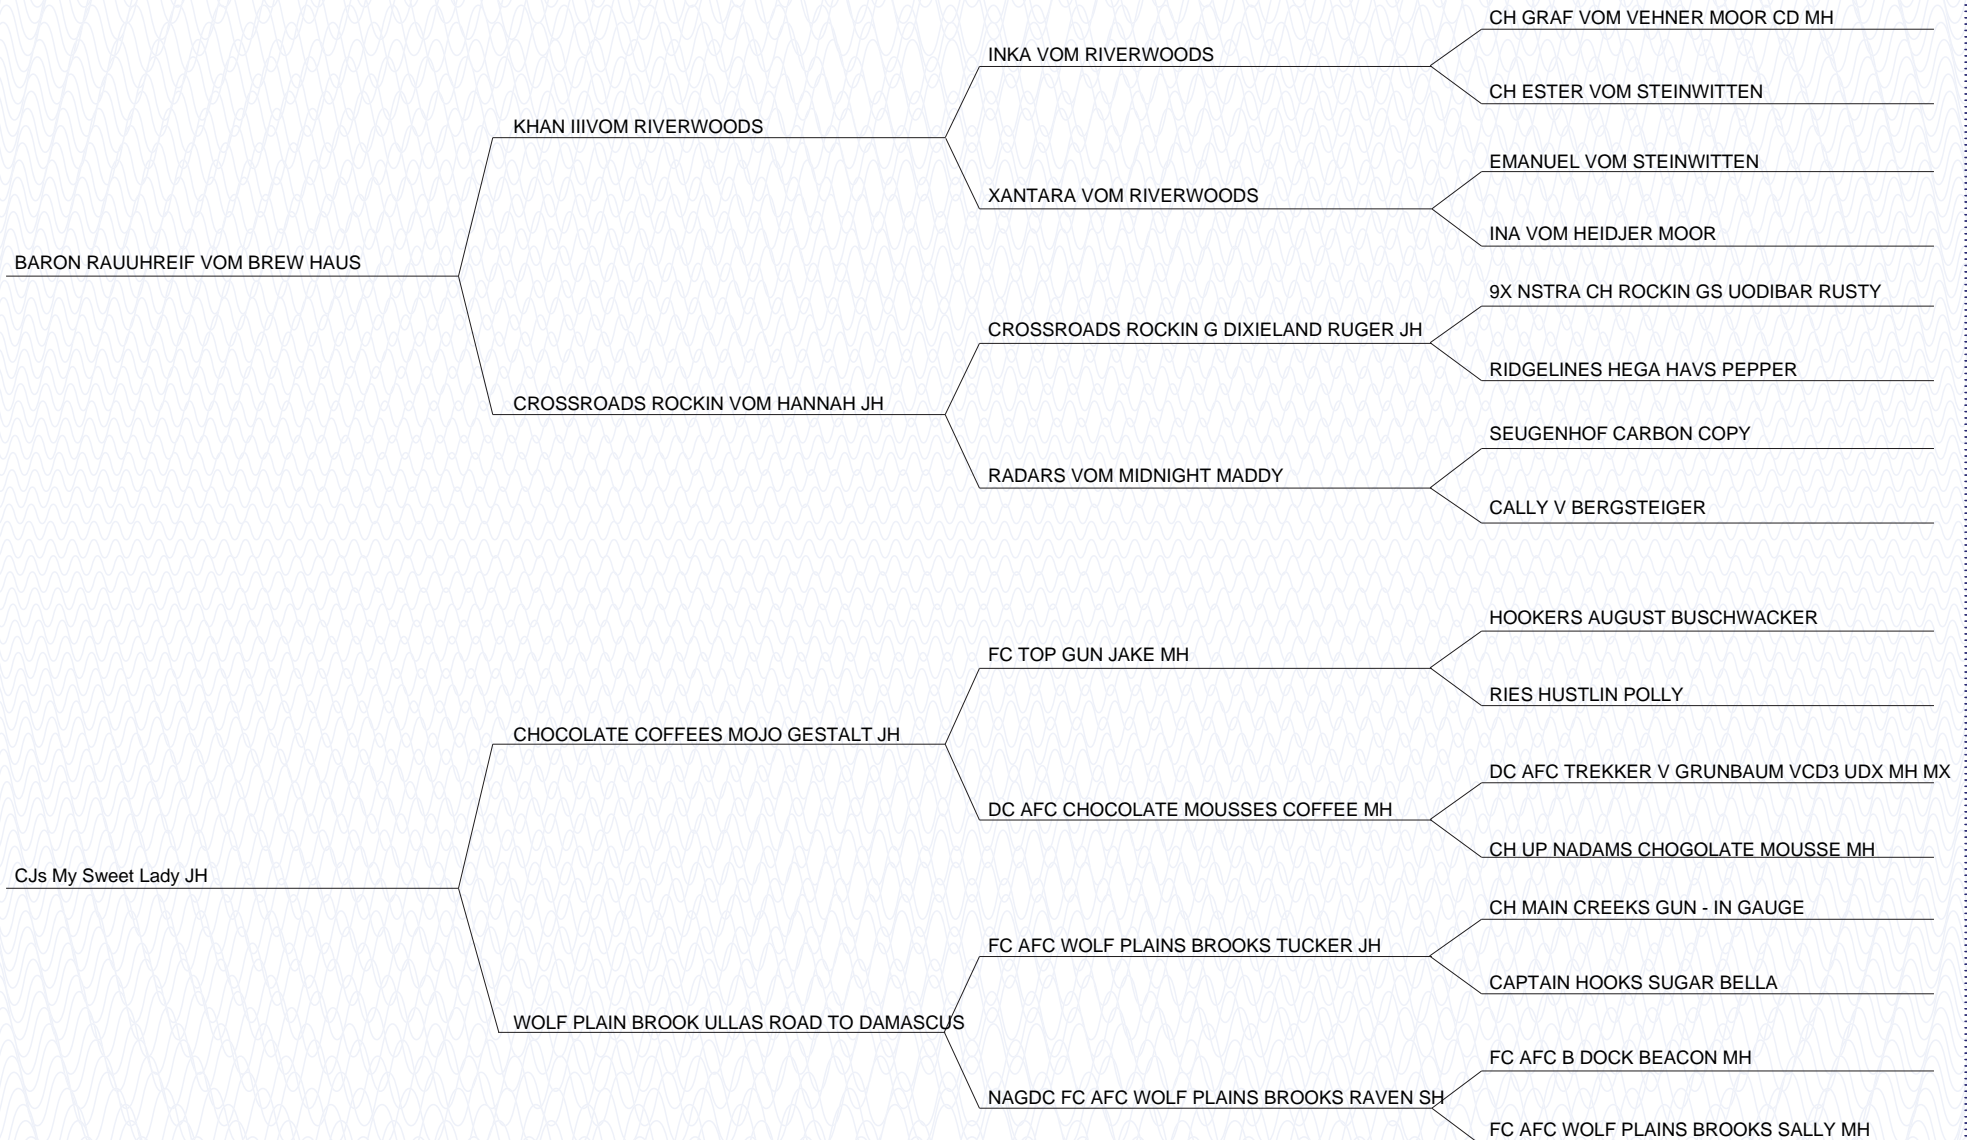 CH GRAF VOM VEHNER MOOR CD MH
INKA VOM RIVERWOODS
CH ESTER VOM STEINWITTEN
KHAN IIIVOM RIVERWOODS
EMANUEL VOM STEINWITTEN
XANTARA VOM RIVERWOODS
INA VOM HEIDJER MOOR
BARON RAUUHREIF VOM BREW HAUS
9X NSTRA CH ROCKIN GS UODIBAR RUSTY
CROSSROADS ROCKIN G DIXIELAND RUGER JH
RIDGELINES HEGA HAVS PEPPER
CROSSROADS ROCKIN VOM HANNAH JH
SEUGENHOF CARBON COPY
RADARS VOM MIDNIGHT MADDY
CALLY V BERGSTEIGER
HOOKERS AUGUST BUSCHWACKER
FC TOP GUN JAKE MH
RIES HUSTLIN POLLY
CHOCOLATE COFFEES MOJO GESTALT JH
DC AFC TREKKER V GRUNBAUM VCD3 UDX MH MX
DC AFC CHOCOLATE MOUSSES COFFEE MH
CH UP NADAMS CHOGOLATE MOUSSE MH
CJs My Sweet Lady JH
CH MAIN CREEKS GUN - IN GAUGE
FC AFC WOLF PLAINS BROOKS TUCKER JH
CAPTAIN HOOKS SUGAR BELLA
WOLF PLAIN BROOK ULLAS ROAD TO DAMASCUS
FC AFC B DOCK BEACON MH
NAGDC FC AFC WOLF PLAINS BROOKS RAVEN SH
FC AFC WOLF PLAINS BROOKS SALLY MH